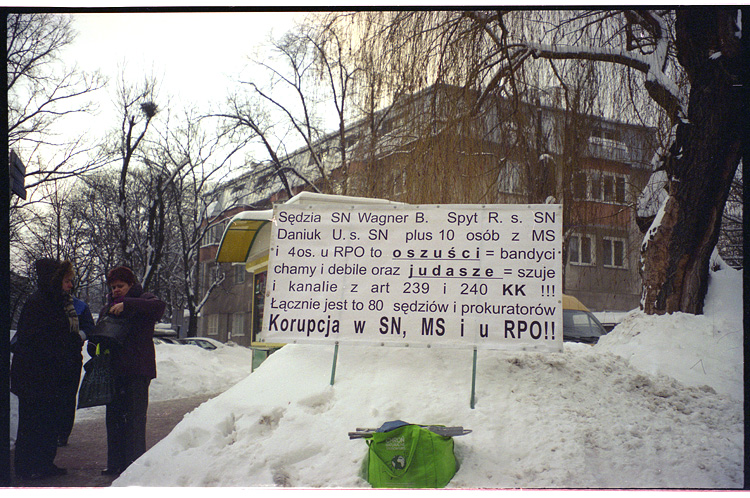 Sędzia SN Wagner B. Spyt R. s. SN
Daniuk U. s. SN plus 10 osób z MS
i 4os. u RPO to oszuści = bandyci
chamy i debile oraz judasze = szuje
i kanalie z art 239 i 240 KK !!!
Łącznie jest to 80 sędziów i prokuratorów
Korupcja w SN, MS i u RPO!!